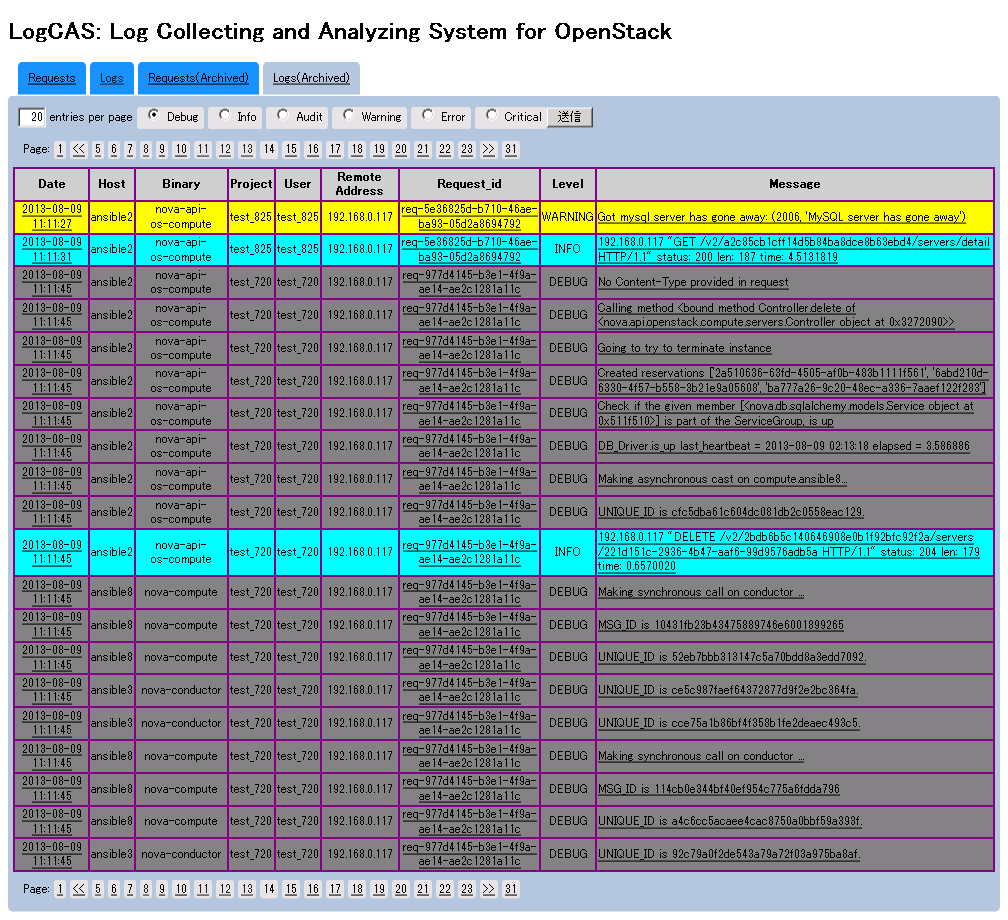 LogCAS: Log Collecting and Analyzing System for OpenStack
Requests Logs Requests(Archived) Logs(Archived)
20 entries per page Debug Info Audit Warning Error Critical 送信
Page: 1 << 5 6 7 8 9 10 11 12 13 14 15 16 17 18 19 20 21 22 23 >> 31
Date Host Binary Project User Remote Address Request_id Level Message
2013-08-09 11:11:27 ansible2 nova-api-os-compute test_825 test_825 192.168.0.117 req-5e36825d-b710-46ae-ba93-05d2a8694792 WARNING Got mysql server has gone away: (2006, 'MySQL server has gone away')
2013-08-09 11:11:31 ansible2 nova-api-os-compute test_825 test_825 192.168.0.117 req-5e36825d-b710-46ae-ba93-05d2a8694792 INFO 192.168.0.117 "GET /v2/a2c85cb1cff14d5b84ba8dce8b63ebd4/servers/detail HTTP/1.1" status: 200 len: 187 time: 4.5131819
2013-08-09 11:11:45 ansible2 nova-api-os-compute test_720 test_720 192.168.0.117 req-977d4145-b3e1-4f9a-ae14-ae2c1281a11c DEBUG No Content-Type provided in request
2013-08-09 11:11:45 ansible2 nova-api-os-compute test_720 test_720 192.168.0.117 req-977d4145-b3e1-4f9a-ae14-ae2c1281a11c DEBUG Calling method <bound method Controller.delete of <nova.api.openstack.compute.servers.Controller object at 0x3272090>>
2013-08-09 11:11:45 ansible2 nova-api-os-compute test_720 test_720 192.168.0.117 req-977d4145-b3e1-4f9a-ae14-ae2c1281a11c DEBUG Going to try to terminate instance
2013-08-09 11:11:45 ansible2 nova-api-os-compute test_720 test_720 192.168.0.117 req-977d4145-b3e1-4f9a-ae14-ae2c1281a11c DEBUG Created reservations ['2a510636-63fd-4505-af0b-483b1111f561', '6abd210d-6330-4f57-b558-3b21e9a05608', 'ba777a26-9c20-48ec-a336-7aaef122f283']
2013-08-09 11:11:45 ansible2 nova-api-os-compute test_720 test_720 192.168.0.117 req-977d4145-b3e1-4f9a-ae14-ae2c1281a11c DEBUG Check if the given member [<nova.db.sqlalchemy.models.Service object at 0x511f510>] is part of the ServiceGroup, is up
2013-08-09 11:11:45 ansible2 nova-api-os-compute test_720 test_720 192.168.0.117 req-977d4145-b3e1-4f9a-ae14-ae2c1281a11c DEBUG DB_Driver.is_up last_heartbeat = 2013-08-09 02:13:18 elapsed = 3.586886
2013-08-09 11:11:45 ansible2 nova-api-os-compute test_720 test_720 192.168.0.117 req-977d4145-b3e1-4f9a-ae14-ae2c1281a11c DEBUG Making asynchronous cast on compute.ansible8...
2013-08-09 11:11:45 ansible2 nova-api-os-compute test_720 test_720 192.168.0.117 req-977d4145-b3e1-4f9a-ae14-ae2c1281a11c DEBUG UNIQUE_ID is cfc5dba61c604dc081db2c0558eac129.
2013-08-09 11:11:45 ansible2 nova-api-os-compute test_720 test_720 192.168.0.117 req-977d4145-b3e1-4f9a-ae14-ae2c1281a11c INFO 192.168.0.117 "DELETE /v2/2bdb6b5c140646908e0b1f92bfc92f2a/servers/221d151c-2936-4b47-aaf6-99d9576adb5a HTTP/1.1" status: 204 len: 179 time: 0.6570020
2013-08-09 11:11:45 ansible8 nova-compute test_720 test_720 192.168.0.117 req-977d4145-b3e1-4f9a-ae14-ae2c1281a11c DEBUG Making synchronous call on conductor ...
2013-08-09 11:11:45 ansible8 nova-compute test_720 test_720 192.168.0.117 req-977d4145-b3e1-4f9a-ae14-ae2c1281a11c DEBUG MSG_ID is 10431fb23b43475889746e6001899265
2013-08-09 11:11:45 ansible8 nova-compute test_720 test_720 192.168.0.117 req-977d4145-b3e1-4f9a-ae14-ae2c1281a11c DEBUG UNIQUE_ID is 52eb7bbb313147c5a70bdd8a3edd7092.
2013-08-09 11:11:45 ansible3 nova-conductor test_720 test_720 192.168.0.117 req-977d4145-b3e1-4f9a-ae14-ae2c1281a11c DEBUG UNIQUE_ID is ce5c987faef64372877d9f2e2bc364fa.
2013-08-09 11:11:45 ansible3 nova-conductor test_720 test_720 192.168.0.117 req-977d4145-b3e1-4f9a-ae14-ae2c1281a11c DEBUG UNIQUE_ID is cce75a1b86bf4f358b1fe2deaec493c5.
2013-08-09 11:11:45 ansible8 nova-compute test_720 test_720 192.168.0.117 req-977d4145-b3e1-4f9a-ae14-ae2c1281a11c DEBUG Making synchronous call on conductor ...
2013-08-09 11:11:45 ansible8 nova-compute test_720 test_720 192.168.0.117 req-977d4145-b3e1-4f9a-ae14-ae2c1281a11c DEBUG MSG_ID is 114cb0e344bf40ef954c775a6fdda796
2013-08-09 11:11:45 ansible8 nova-compute test_720 test_720 192.168.0.117 req-977d4145-b3e1-4f9a-ae14-ae2c1281a11c DEBUG UNIQUE_ID is a4c6cc5acaee4cac8750a0bbf59a393f.
2013-08-09 11:11:45 ansible3 nova-conductor test_720 test_720 192.168.0.117 req-977d4145-b3e1-4f9a-ae14-ae2c1281a11c DEBUG UNIQUE_ID is 92c79a0f2de543a79a72f03a975ba8af.
Page: 1 << 5 6 7 8 9 10 11 12 13 14 15 16 17 18 19 20 21 22 23 >> 31